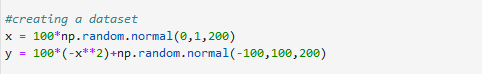 #creating a dataset
x = 100*np.random.normal(0,1,200)
y = 100*(-x**2)+np.random.normal(-100,100,200)